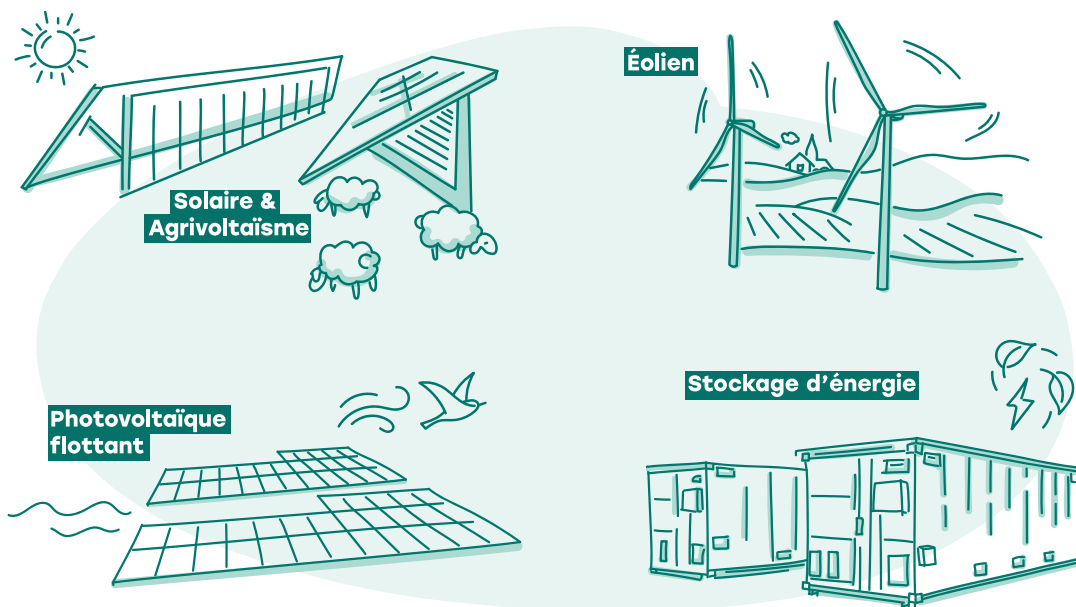 Solaire &
Agrivoltaïsme
Éolien
Photovoltaïque
flottant
Stockage d’énergie